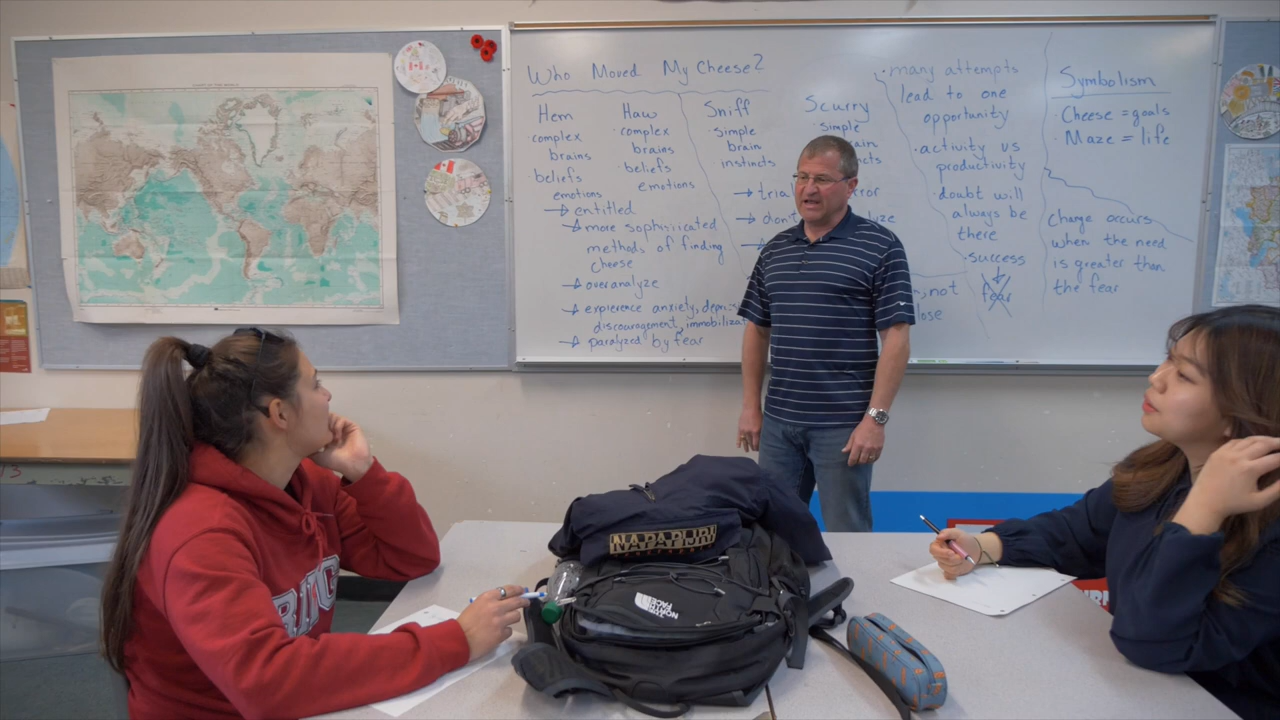 Who Moved My Cheese?
Hem
complex
brains
beliefs
emotions
→ entitled
→ more sophisticated
methods of finding
cheese
→ overanalyze
→ expierence anxiety,
discouragement, 
→ paralyzed by fear
Haw
· complex
brains
· beliefs
emotions
Sniff
· simple
brain
instincts
Scurry
· simple
→
→ don't
→
· many attempts
lead to one
opportunity
· activity vs
productivity
· doubt will
always be
there
· success
fear
not
Symbolism
· Cheese = goals
· Maze = life
Change occurs
when the need
is greater than
the fear
NAPAPIJRI
THE
NORTH
FACE